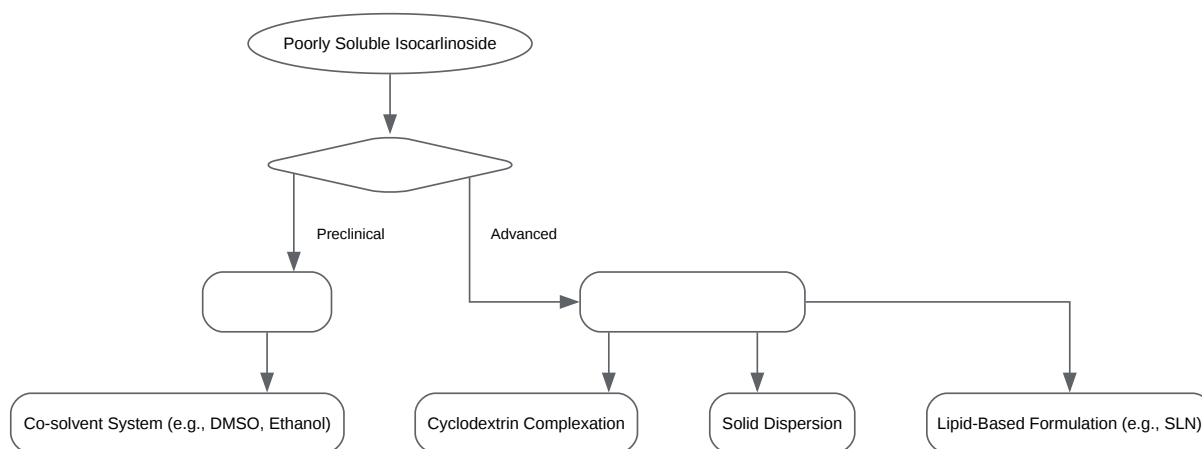 Poorly Soluble Isocarlinoside
Preclinical
Advanced
Co-solvent System (e.g., DMSO, Ethanol)
Cyclodextrin Complexation
Solid Dispersion
Lipid-Based Formulation (e.g., SLN)